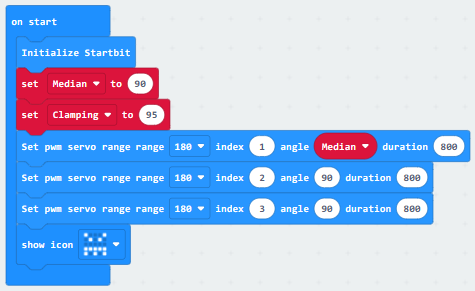 on start
Initialize Startbit
set Median to 90
set Clamping to 95
Set pwm servo range range 180 index 1 angle Median duration 800
Set pwm servo range range 180 index 2 angle 90 duration 800
Set pwm servo range range 180 index 3 angle 90 duration 800
show icon